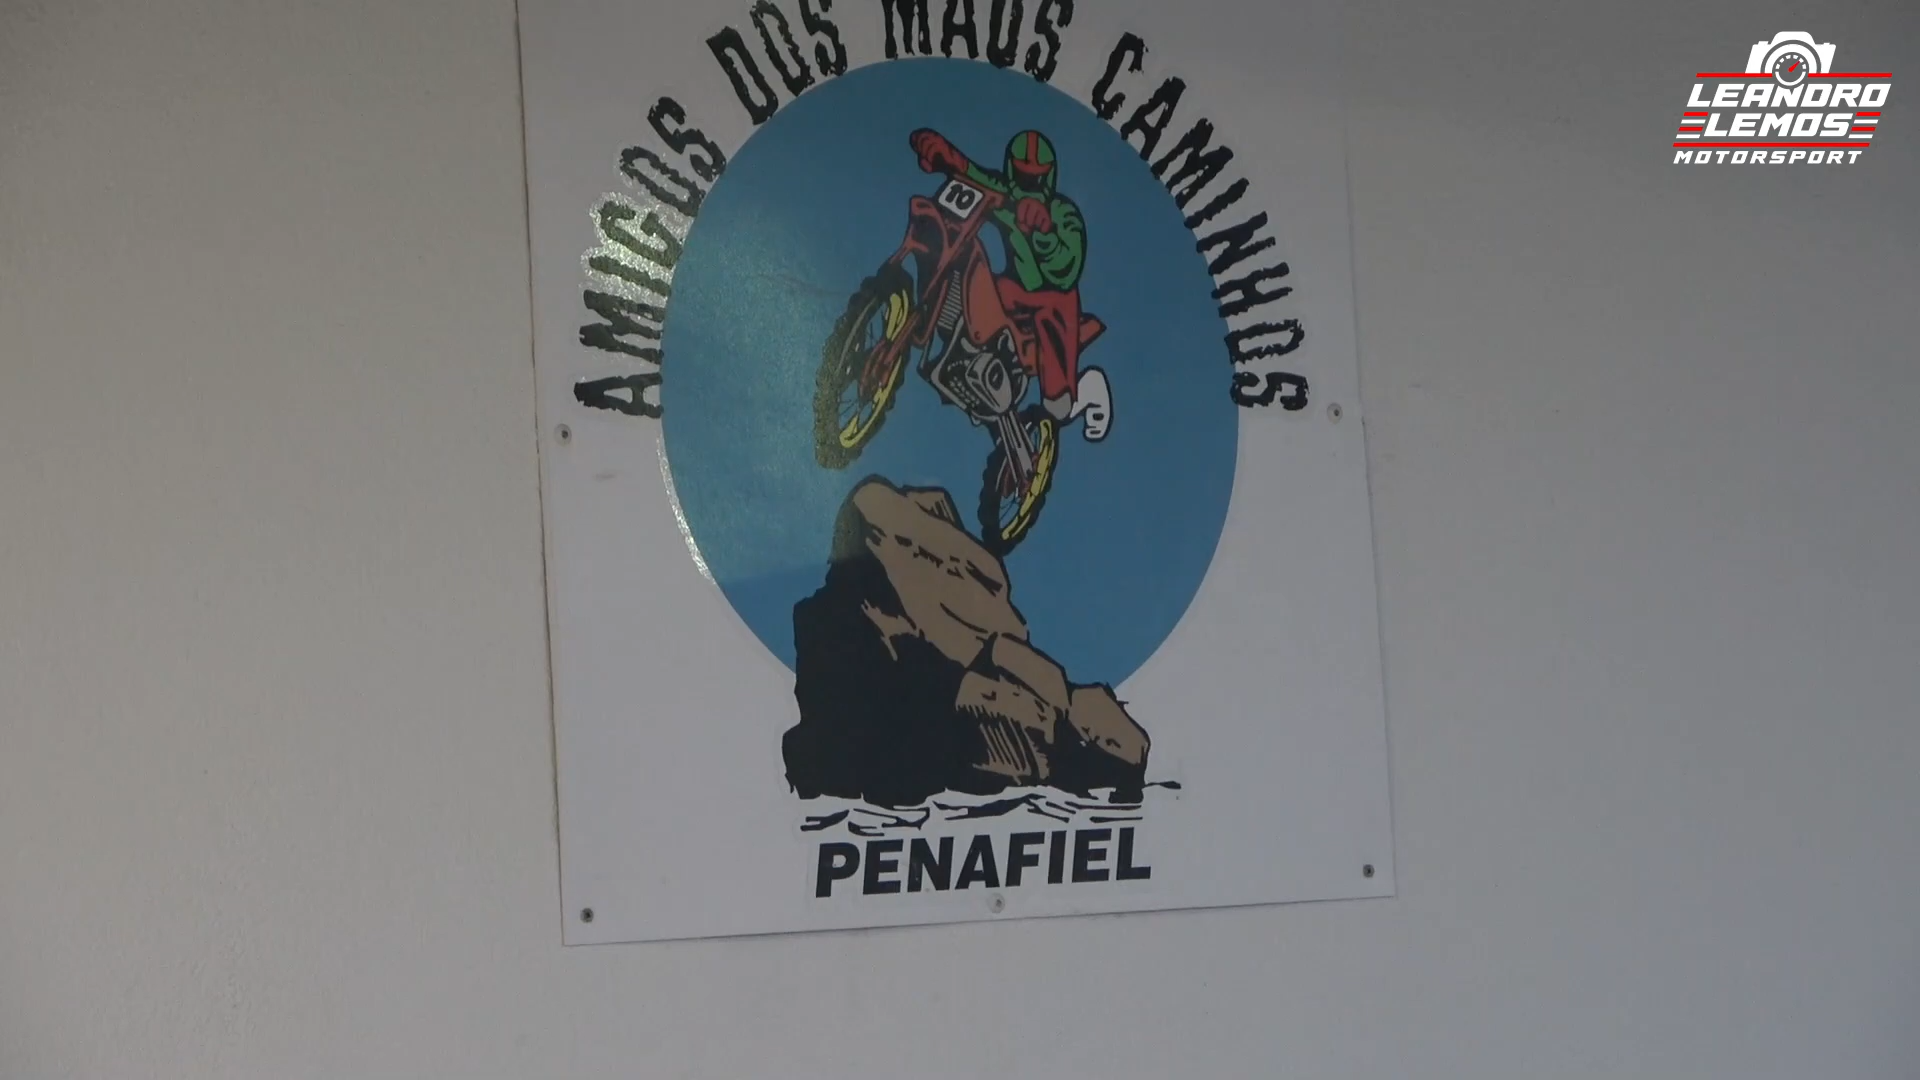 AMIGOS DOS MAUS CAMINHOS
10
PENAFIEL
LEANDRO
LEMOS
MOTORSPORT